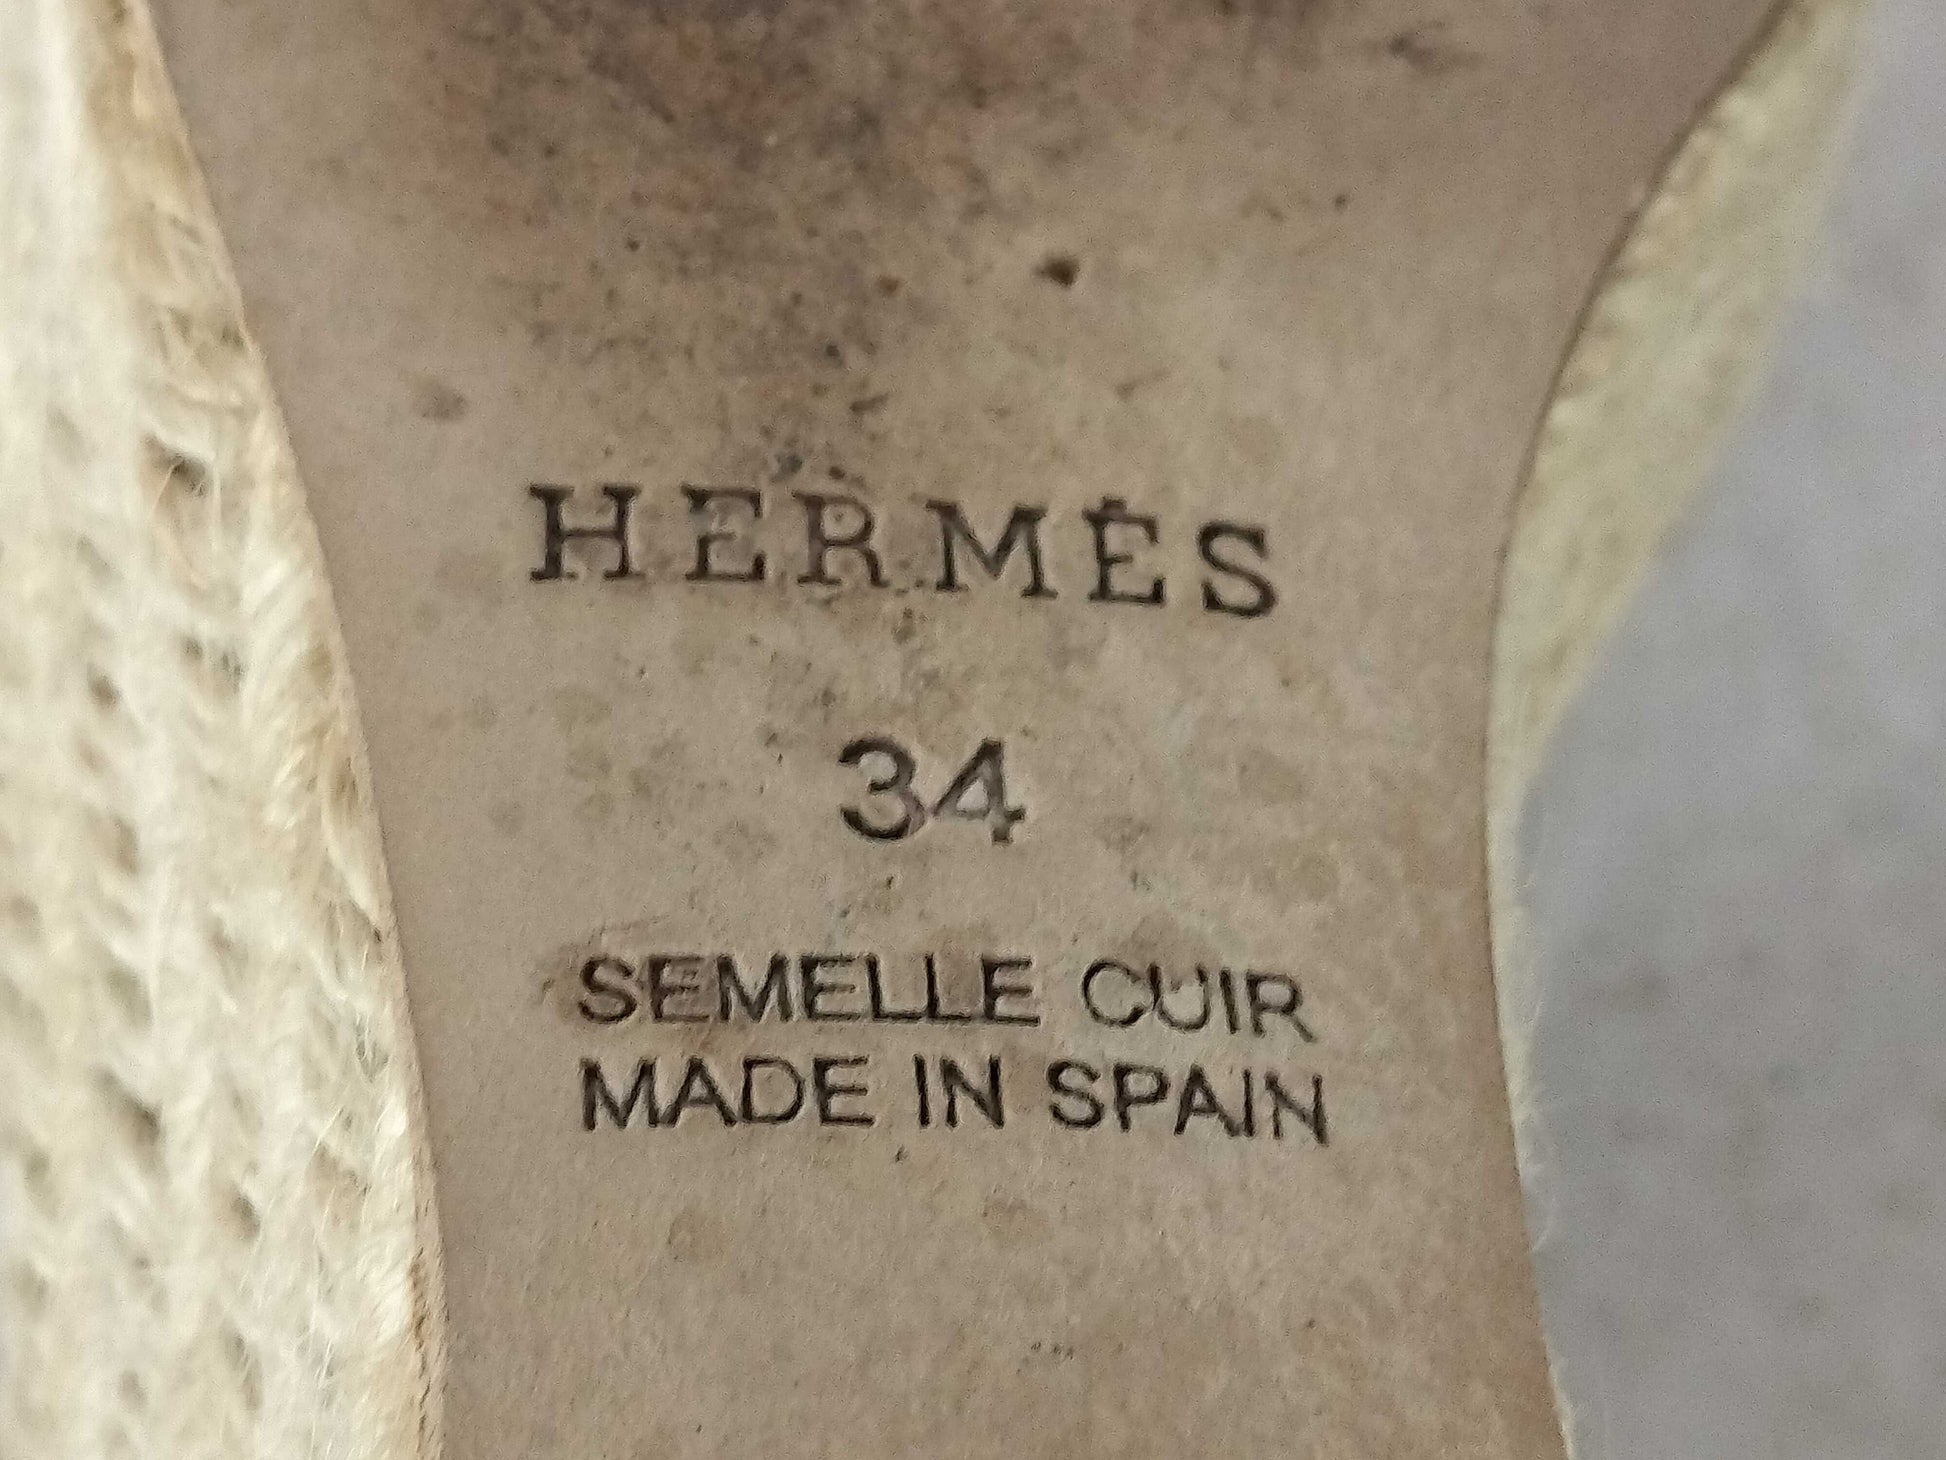 HERMÈS
34
SEMELLE CUIR
MADE IN SPAIN